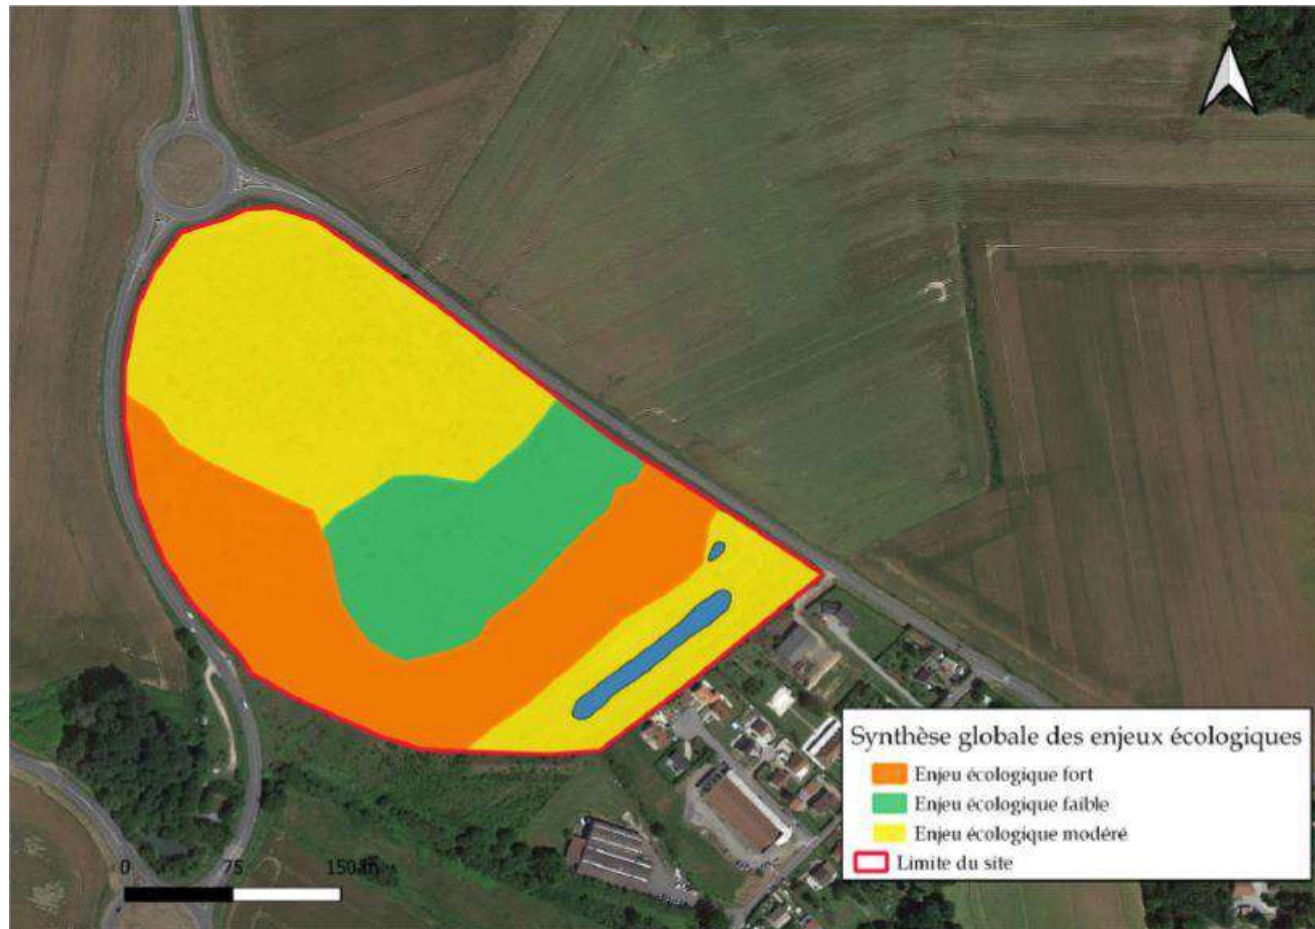 Synthèse globale des enjeux écologiques
Enjeu écologique fort
Enjeu écologique faible
Enjeu écologique modéré
Limite du site
0 75 150 m